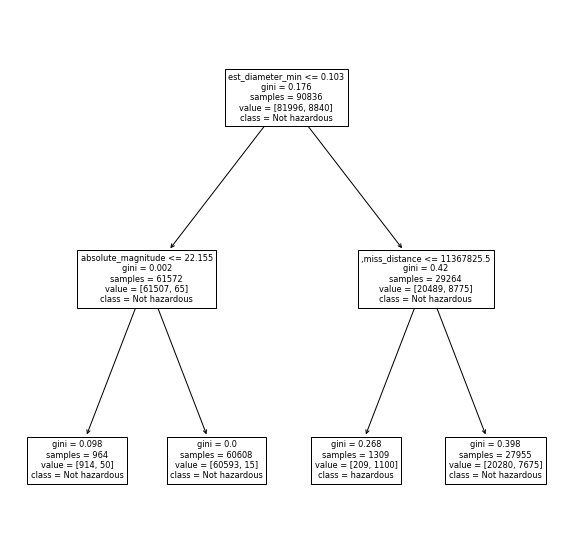 est_diameter_min <= 0.103
gini = 0.176
samples = 90836
value = [81996, 8840]
class = Not hazardous
absolute_magnitude <= 22.155
gini = 0.002
samples = 61572
value = [61507, 65]
class = Not hazardous
,miss_distance <= 11367825.5
gini = 0.42
samples = 29264
value = [20489, 8775]
class = Not hazardous
gini = 0.098
samples = 964
value = [914, 50]
class = Not hazardous
gini = 0.0
samples = 60608
value = [60593, 15]
class = Not hazardous
gini = 0.268
samples = 1309
value = [209, 1100]
class = hazardous
gini = 0.398
samples = 27955
value = [20280, 7675]
class = Not hazardous